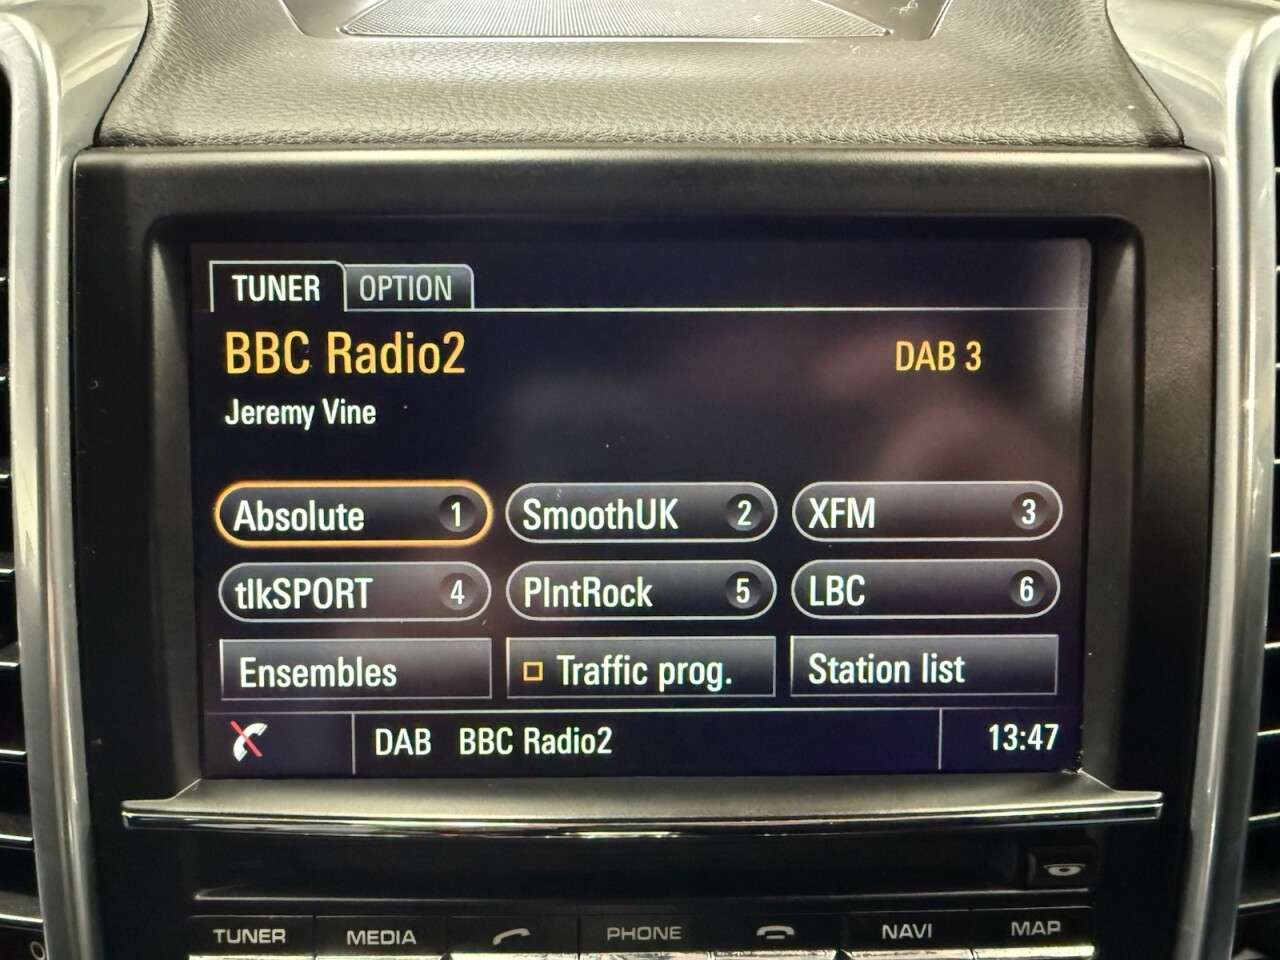 TUNER OPTION
BBC Radio2 DAB 3
Jeremy Vine
Absolute 1 SmoothUK 2 XFM 3
tlkSPORT 4 PlntRock 5 LBC 6
Ensembles Traffic prog. Station list
DAB BBC Radio2 13:47
TUNER MEDIA PHONE NAVI MAP